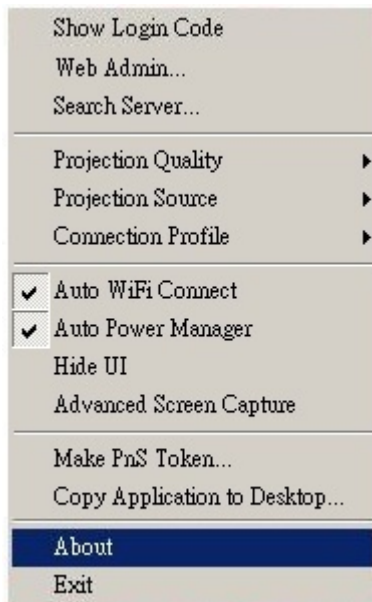 Show Login Code
Web Admin...
Search Server...
Projection Quality
Projection Source
Connection Profile
Auto WiFi Connect
Auto Power Manager
Hide UI
Advanced Screen Capture
Make PnS Token...
Copy Application to Desktop...
About
Exit